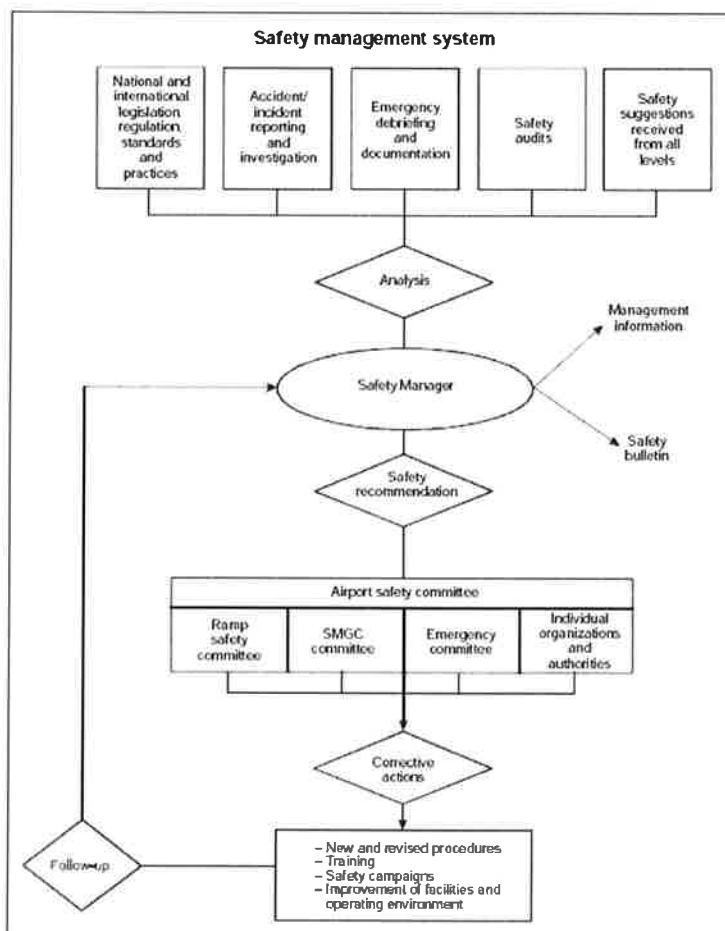 Safety management system
National and
international
legislation,
regulation,
standards
and
practices
Accident/
incident
reporting
and
investigation
Emergency
debriefing
and
documentation
Safety
audits
Safety
suggestions
received
from all
levels
Analysis
Management
information
Safety Manager
Safety
bulletin
Safety
recommendation
Airport safety committee
Ramp
safety
committee
SMGC
committee
Emergency
committee
Individual
organizations
and
authorities
Corrective
actions
Follow-up
– New and revised procedures
– Training
– Safety campaigns
– Improvement of facilities and
operating environment